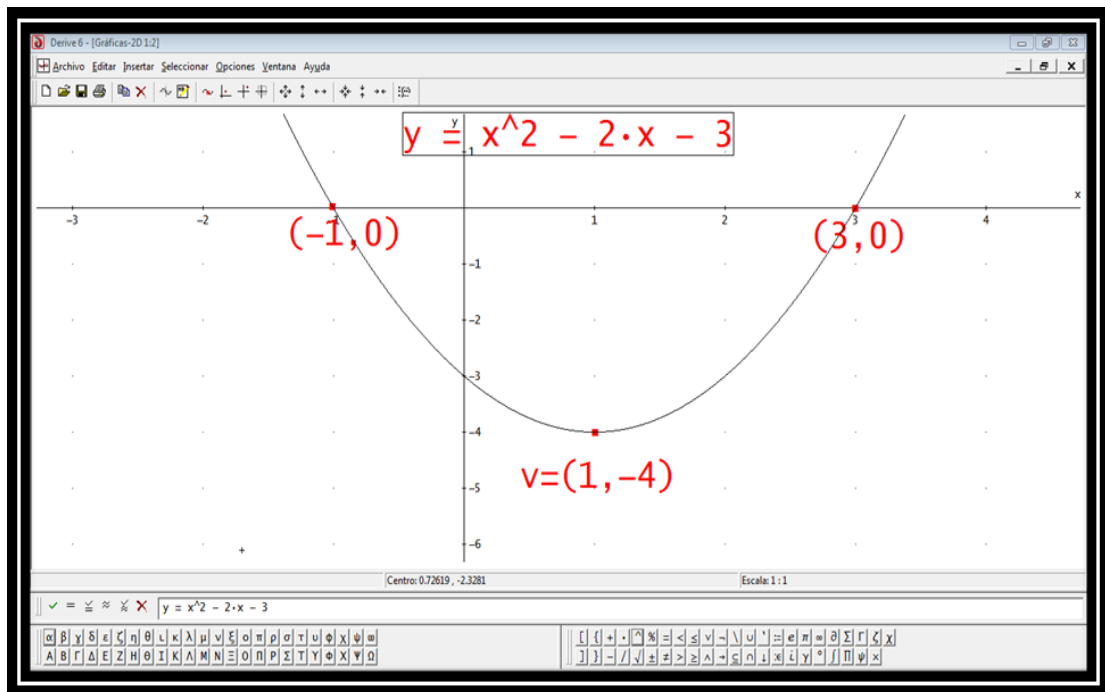 Derive 6 - [Gráficas-2D 1:2]
Archivo Editar Insertar Seleccionar Opciones Ventana Ayuda
y = x^2 - 2·x - 3
y
1
x
-3 -2 -1 1 2 3 4
(-1,0) (3,0)
-1
-2
-3
-4
v=(1,-4)
-5
-6
Centro: 0.72619 , -2.3281 Escala: 1 : 1
y = x^2 - 2·x - 3
α β γ δ ε ζ η θ ι κ λ μ ν ξ ο π ρ σ τ υ φ χ ψ ω [ { + · ^ % = < ≤ ∨ ¬ \ ∪ ' := e π ∞ ∂ Σ Γ ζ χ
Α Β Γ Δ Ε Ζ Η Θ Ι Κ Λ Μ Ν Ξ Ο Π Ρ Σ Τ Υ Φ Χ Ψ Ω ] } - / √ ± ≠ > ≥ ∧ → ⊆ ∩ ↓ i γ ° ∫ Π ψ ×